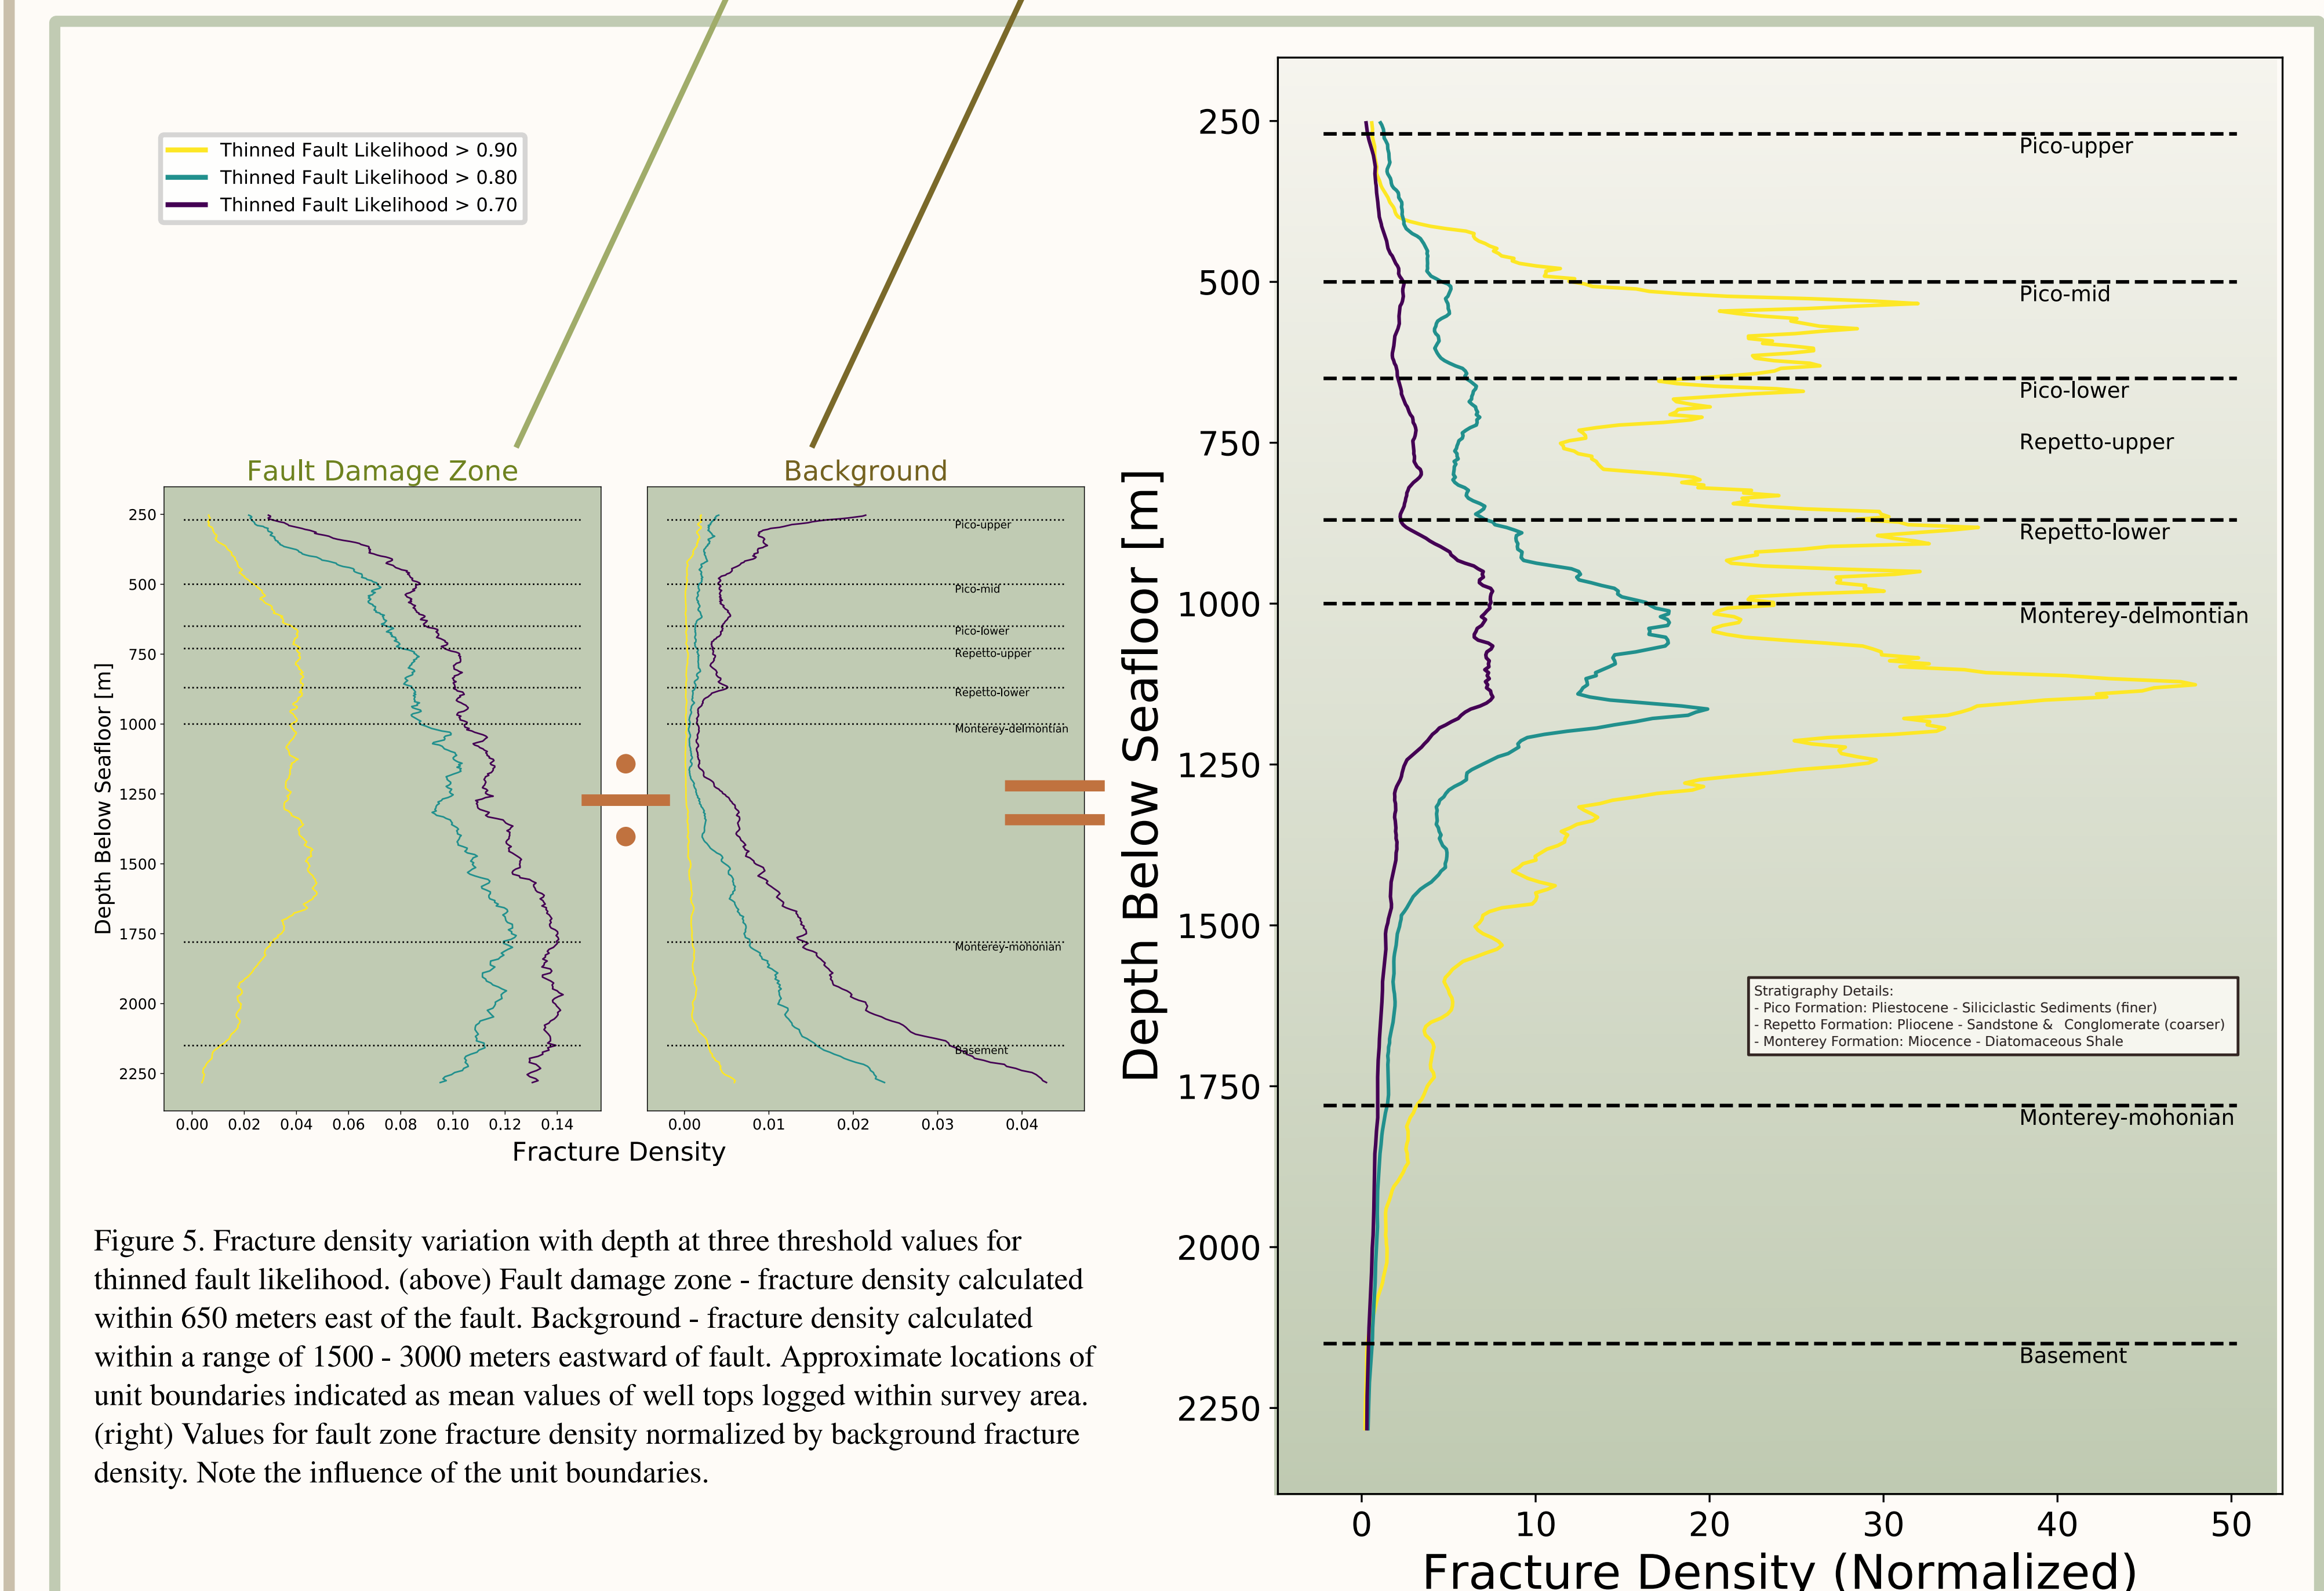 Thinned Fault Likelihood > 0.90
Thinned Fault Likelihood > 0.80
Thinned Fault Likelihood > 0.70
Fault Damage Zone
Depth Below Seafloor [m]
250
500
750
1000
1250
1500
1750
2000
2250
0.00 0.02 0.04 0.06 0.08 0.10 0.12 0.14
Background
Pico-upper
Pico-mid
Pico-lower
Repetto-upper
Repetto-lower
Monterey-delmontian
Monterey-mohonian
Basement
0.00 0.01 0.02 0.03 0.04
Fracture Density
÷
=
Figure 5. Fracture density variation with depth at three threshold values for
thinned fault likelihood. (above) Fault damage zone - fracture density calculated
within 650 meters east of the fault. Background - fracture density calculated
within a range of 1500 - 3000 meters eastward of fault. Approximate locations of
unit boundaries indicated as mean values of well tops logged within survey area.
(right) Values for fault zone fracture density normalized by background fracture
density. Note the influence of the unit boundaries.
Depth Below Seafloor [m]
250
500
750
1000
1250
1500
1750
2000
2250
Pico-upper
Pico-mid
Pico-lower
Repetto-upper
Repetto-lower
Monterey-delmontian
Stratigraphy Details:
- Pico Formation: Pliestocene - Siliciclastic Sediments (finer)
- Repetto Formation: Pliocene - Sandstone & Conglomerate (coarser)
- Monterey Formation: Miocence - Diatomaceous Shale
Monterey-mohonian
Basement
0 10 20 30 40 50
Fracture Density (Normalized)